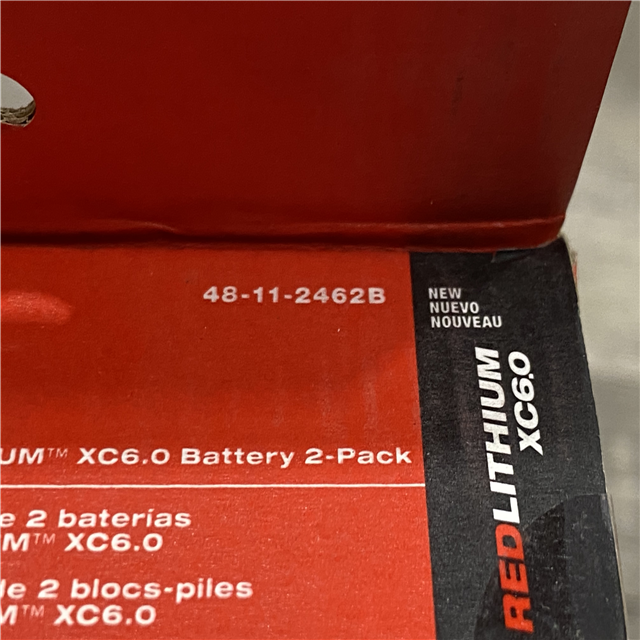 48-11-2462B
NEW
NUEVO
NOUVEAU
REDLITHIUM
XC6.0
UM™ XC6.0 Battery 2-Pack
e 2 baterías
M™ XC6.0
de 2 blocs-piles
M™ XC6.0